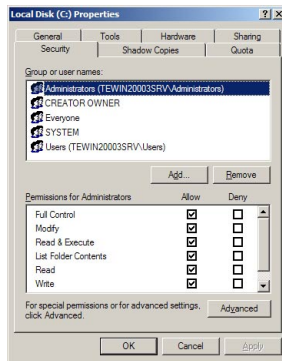 Local Disk (C:) Properties
General Tools Hardware Sharing
Security Shadow Copies Quota
Group or user names:
Administrators (TEWIN20003SRV\Administrators)
CREATOR OWNER
Everyone
SYSTEM
Users (TEWIN20003SRV\Users)
Add... Remove
Permissions for Administrators Allow Deny
Full Control
Modify
Read & Execute
List Folder Contents
Read
Write
For special permissions or for advanced settings, Advanced
click Advanced.
OK Cancel Apply